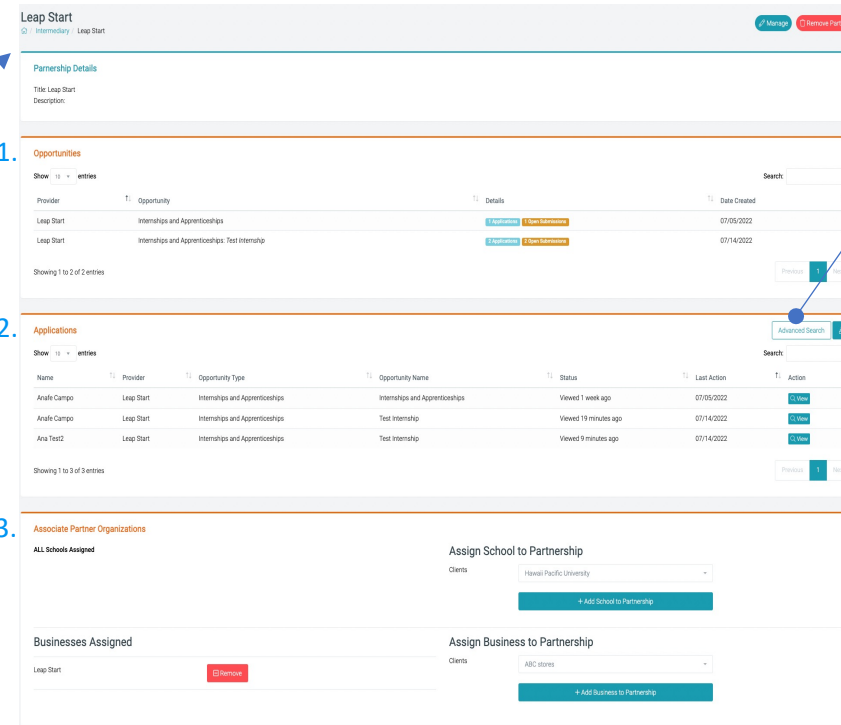 Leap Start
Intermediary / Leap Start
Manage
Remove Part
Parnership Details
Title: Leap Start
Description:
1.
Opportunities
Show 10 entries
Search:
Provider Opportunity Details Date Created
Leap Start Internships and Apprenticeships 1 Applications 1 Open Submissions 07/05/2022
Leap Start Internships and Apprenticeships: Test Internship 2 Applications 2 Open Submissions 07/14/2022
Showing 1 to 2 of 2 entries
Previous 1 Ne
2.
Applications
Advanced Search
Show 10 entries
Search:
Name Provider Opportunity Type Opportunity Name Status Last Action Action
Anafe Campo Leap Start Internships and Apprenticeships Internships and Apprenticeships Viewed 1 week ago 07/05/2022 View
Anafe Campo Leap Start Internships and Apprenticeships Test Internship Viewed 19 minutes ago 07/14/2022 View
Ana Test2 Leap Start Internships and Apprenticeships Test Internship Viewed 9 minutes ago 07/14/2022 View
Showing 1 to 3 of 3 entries
Previous 1 Ne
3.
Associate Partner Organizations
ALL Schools Assigned
Assign School to Partnership
Clients Hawaii Pacific University
+ Add School to Partnership
Businesses Assigned
Leap Start Remove
Assign Business to Partnership
Clients ABC stores
+ Add Business to Partnership